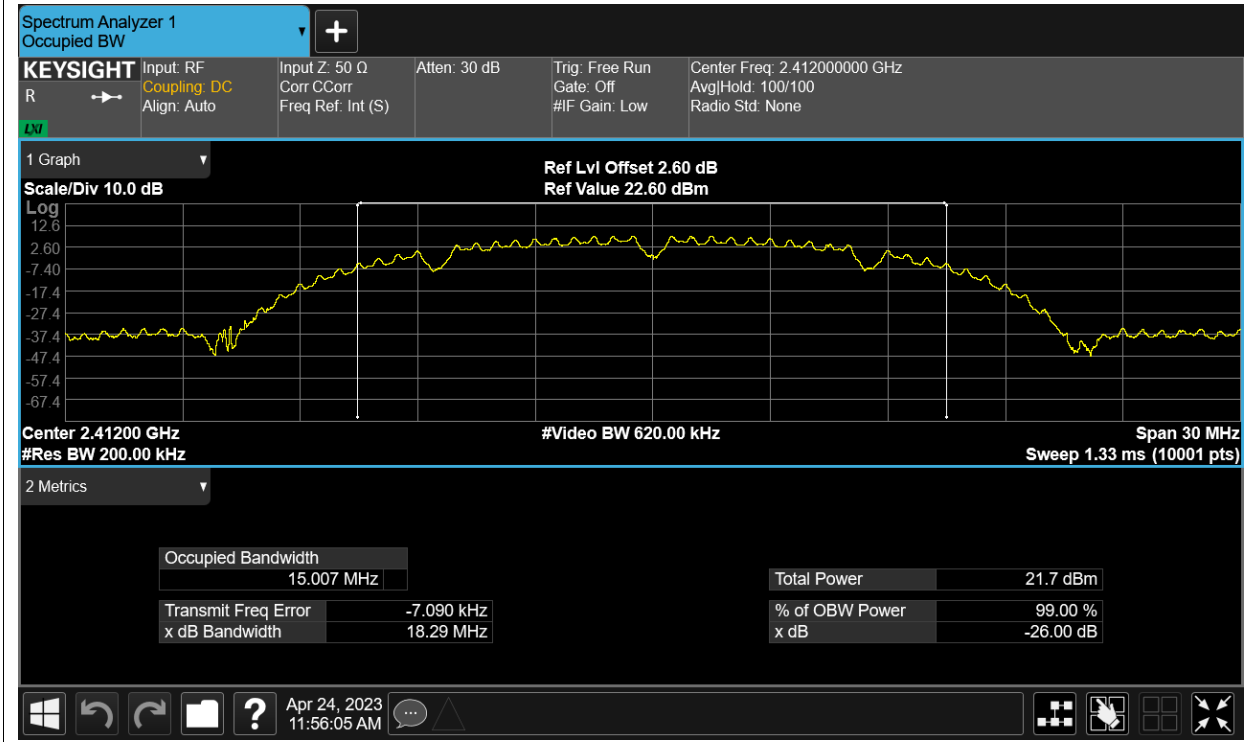 Spectrum Analyzer 1
Occupied BW
KEYSIGHT
R
LXI
Input: RF
Coupling: DC
Align: Auto
Input Z: 50 Ω
Corr CCorr
Freq Ref: Int (S)
Atten: 30 dB
Trig: Free Run
Gate: Off
#IF Gain: Low
Center Freq: 2.412000000 GHz
Avg|Hold: 100/100
Radio Std: None
1 Graph
Scale/Div 10.0 dB
Ref Lvl Offset 2.60 dB
Ref Value 22.60 dBm
Log
12.6
2.60
-7.40
-17.4
-27.4
-37.4
-47.4
-57.4
-67.4
Center 2.41200 GHz
#Res BW 200.00 kHz
#Video BW 620.00 kHz
Span 30 MHz
Sweep 1.33 ms (10001 pts)
2 Metrics
Occupied Bandwidth
15.007 MHz
Transmit Freq Error -7.090 kHz
x dB Bandwidth 18.29 MHz
Total Power 21.7 dBm
% of OBW Power 99.00 %
x dB -26.00 dB
?
Apr 24, 2023
11:56:05 AM